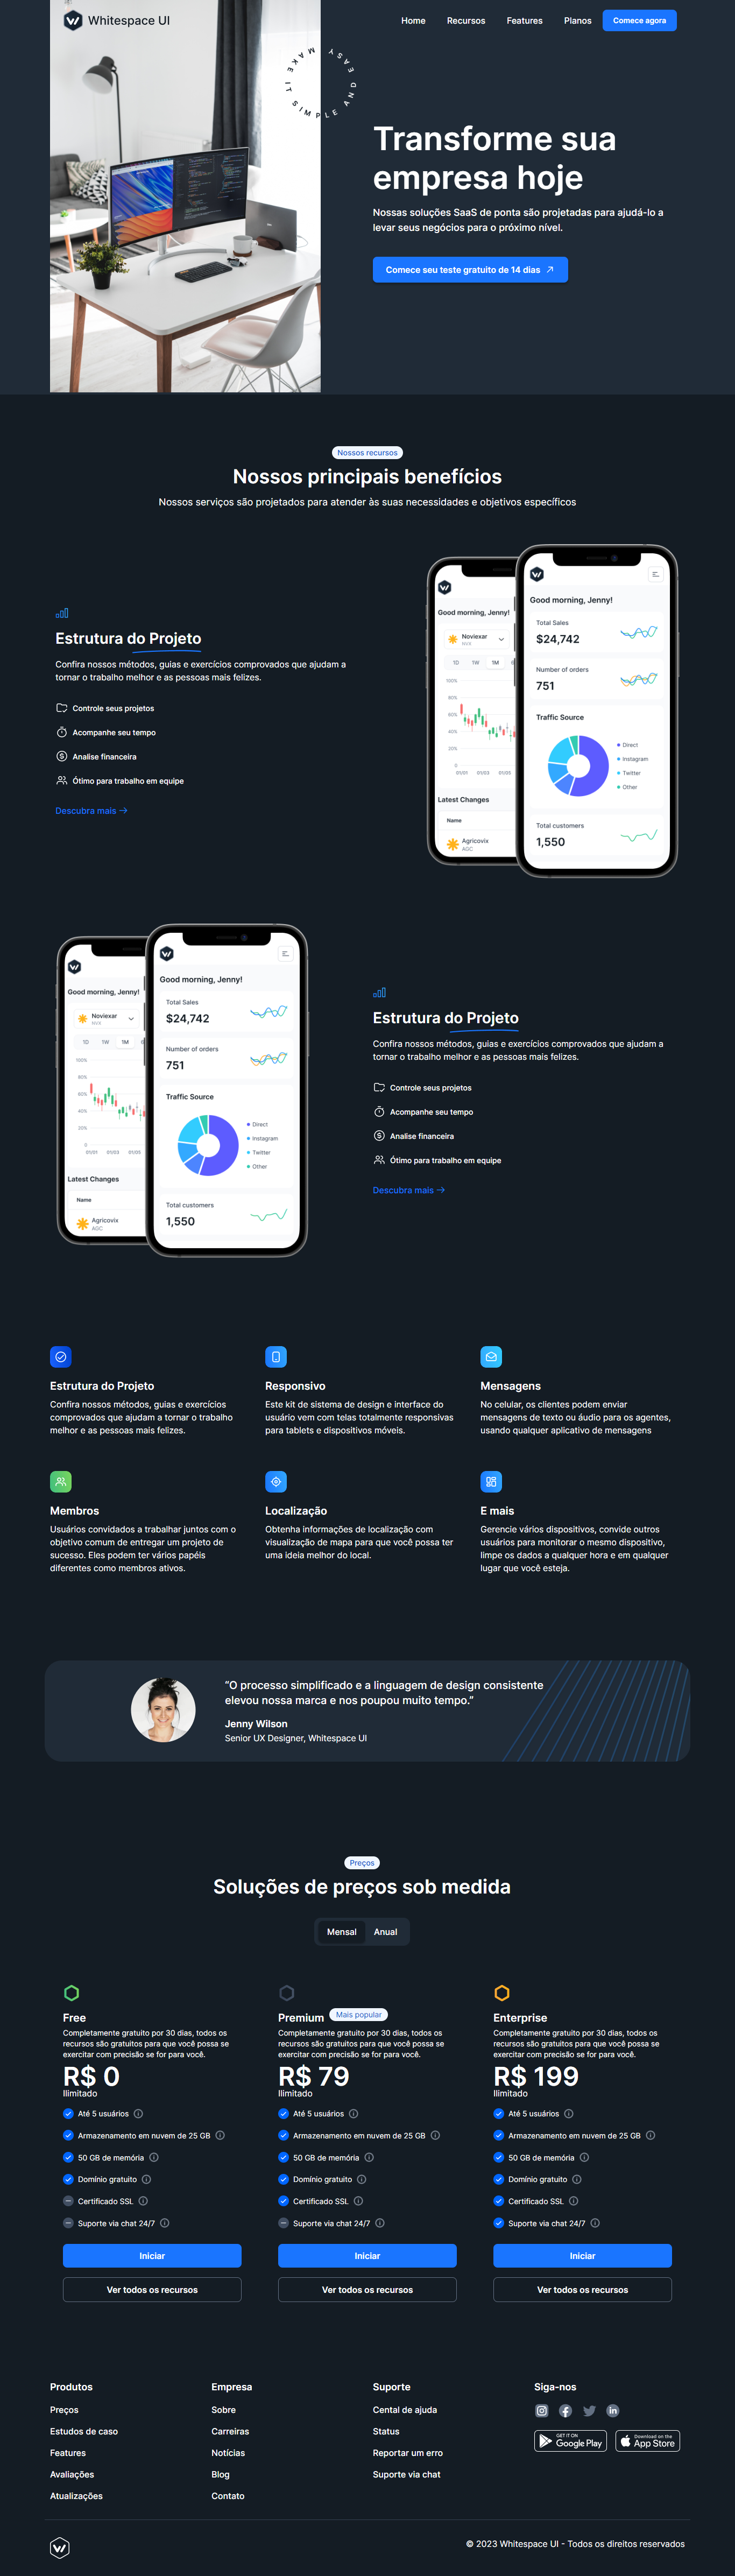 Whitespace UI
Home
Recursos
Features
Planos
Comece agora
MAKE IT SIMPLE AND EASY
Transforme sua
empresa hoje
Nossas soluções SaaS de ponta são projetadas para ajudá-lo a
levar seus negócios para o próximo nível.
Comece seu teste gratuito de 14 dias
Nossos recursos
Nossos principais benefícios
Nossos serviços são projetados para atender às suas necessidades e objetivos específicos
Estrutura do Projeto
Confira nossos métodos, guias e exercícios comprovados que ajudam a
tornar o trabalho melhor e as pessoas mais felizes.
Controle seus projetos
Acompanhe seu tempo
Analise financeira
Ótimo para trabalho em equipe
Descubra mais
Good morning, Jenny!
Noviexar
NVX
1D 1W 1M
100%
80%
60%
40%
20%
0
01/01 01/03 01/05
Latest Changes
Name
Agricovix
AGC
Good morning, Jenny!
Total Sales
$24,742
Number of orders
751
Traffic Source
Direct
Instagram
Twitter
Other
Total customers
1,550
Good morning, Jenny!
Noviexar
NVX
1D 1W 1M
100%
80%
60%
40%
20%
0
01/01 01/03 01/05
Latest Changes
Name
Agricovix
AGC
Good morning, Jenny!
Total Sales
$24,742
Number of orders
751
Traffic Source
Direct
Instagram
Twitter
Other
Total customers
1,550
Estrutura do Projeto
Confira nossos métodos, guias e exercícios comprovados que ajudam a
tornar o trabalho melhor e as pessoas mais felizes.
Controle seus projetos
Acompanhe seu tempo
Analise financeira
Ótimo para trabalho em equipe
Descubra mais
Estrutura do Projeto
Confira nossos métodos, guias e exercícios
comprovados que ajudam a tornar o trabalho
melhor e as pessoas mais felizes.
Responsivo
Este kit de sistema de design e interface do
usuário vem com telas totalmente responsivas
para tablets e dispositivos móveis.
Mensagens
No celular, os clientes podem enviar
mensagens de texto ou áudio para os agentes,
usando qualquer aplicativo de mensagens
Membros
Usuários convidados a trabalhar juntos com o
objetivo comum de entregar um projeto de
sucesso. Eles podem ter vários papéis
diferentes como membros ativos.
Localização
Obtenha informações de localização com
visualização de mapa para que você possa ter
uma ideia melhor do local.
E mais
Gerencie vários dispositivos, convide outros
usuários para monitorar o mesmo dispositivo,
limpe os dados a qualquer hora e em qualquer
lugar que você esteja.
“O processo simplificado e a linguagem de design consistente
elevou nossa marca e nos poupou muito tempo.”
Jenny Wilson
Senior UX Designer, Whitespace UI
Preços
Soluções de preços sob medida
Mensal
Anual
Free
Completamente gratuito por 30 dias, todos os
recursos são gratuitos para que você possa se
exercitar com precisão se for para você.
R$ 0
Ilimitado
Até 5 usuários
Armazenamento em nuvem de 25 GB
50 GB de memória
Domínio gratuito
Certificado SSL
Suporte via chat 24/7
Iniciar
Ver todos os recursos
Premium
Mais popular
Completamente gratuito por 30 dias, todos os
recursos são gratuitos para que você possa se
exercitar com precisão se for para você.
R$ 79
Ilimitado
Até 5 usuários
Armazenamento em nuvem de 25 GB
50 GB de memória
Domínio gratuito
Certificado SSL
Suporte via chat 24/7
Iniciar
Ver todos os recursos
Enterprise
Completamente gratuito por 30 dias, todos os
recursos são gratuitos para que você possa se
exercitar com precisão se for para você.
R$ 199
Ilimitado
Até 5 usuários
Armazenamento em nuvem de 25 GB
50 GB de memória
Domínio gratuito
Certificado SSL
Suporte via chat 24/7
Iniciar
Ver todos os recursos
Produtos
Preços
Estudos de caso
Features
Avaliações
Atualizações
Empresa
Sobre
Carreiras
Notícias
Blog
Contato
Suporte
Cental de ajuda
Status
Reportar um erro
Suporte via chat
Siga-nos
GET IT ON
Google Play
Download on the
App Store
© 2023 Whitespace UI - Todos os direitos reservados